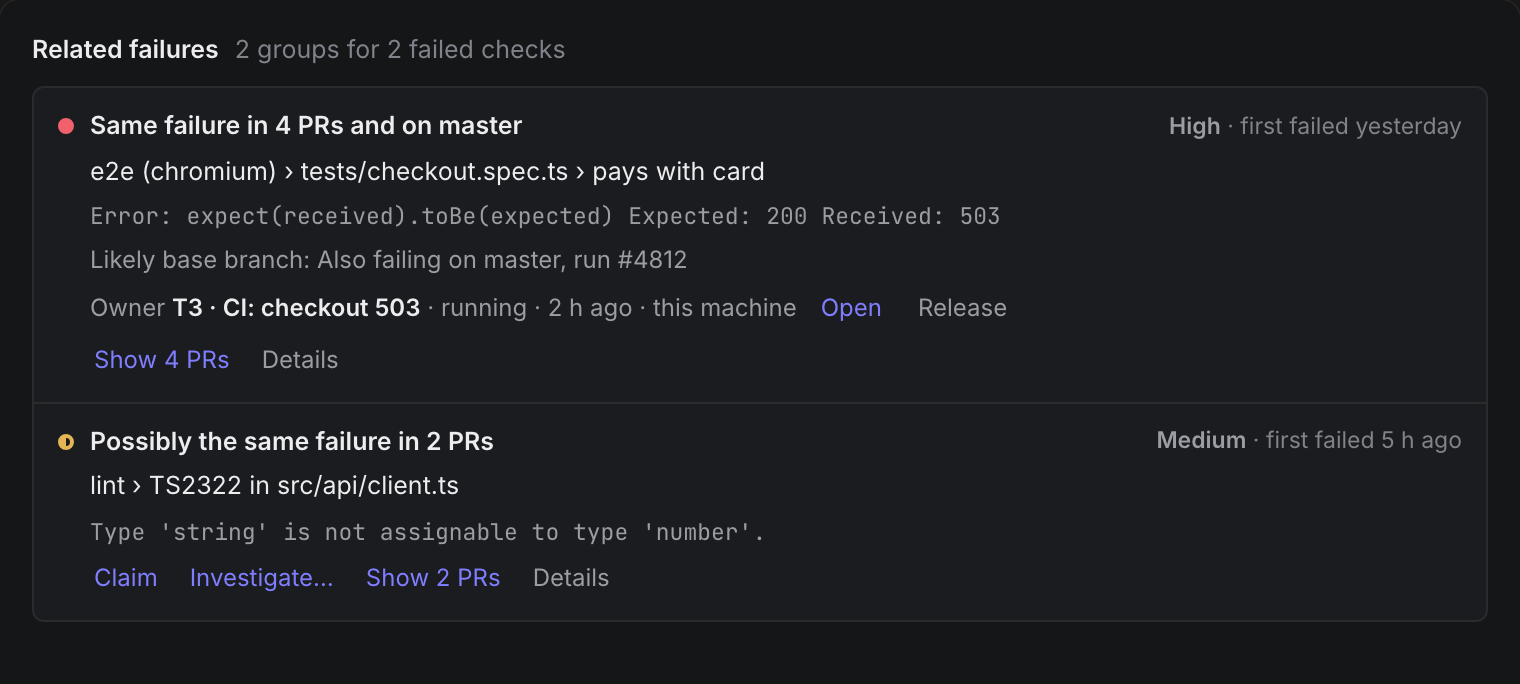 Related failures 2 groups for 2 failed checks
Same failure in 4 PRs and on master High · first failed yesterday
e2e (chromium) › tests/checkout.spec.ts › pays with card
Error: expect(received).toBe(expected) Expected: 200 Received: 503
Likely base branch: Also failing on master, run #4812
Owner T3 · CI: checkout 503 · running · 2 h ago · this machine Open Release
Show 4 PRs Details
Possibly the same failure in 2 PRs Medium · first failed 5 h ago
lint › TS2322 in src/api/client.ts
Type 'string' is not assignable to type 'number'.
Claim Investigate... Show 2 PRs Details